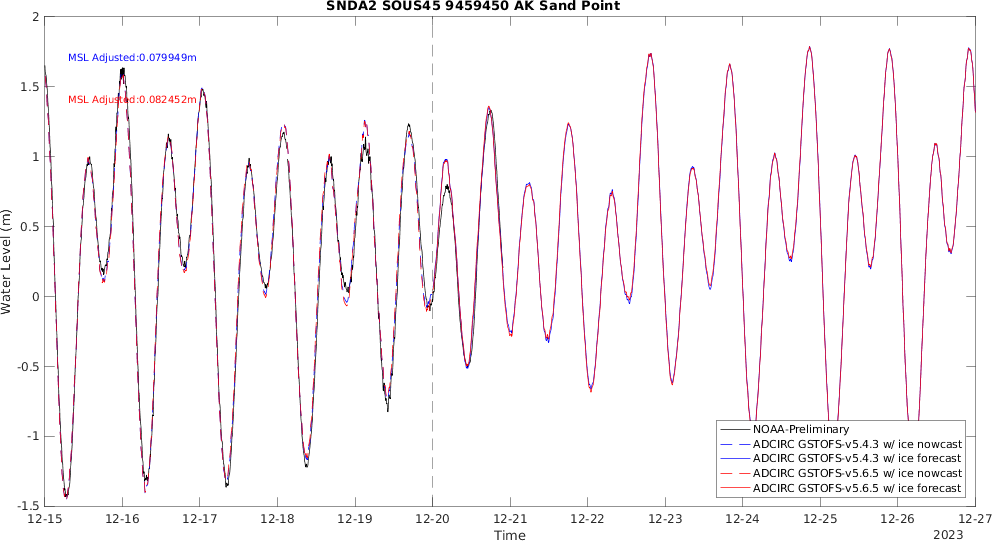 SNDA2 SOUS45 9459450 AK Sand Point
2
1.5
1
0.5
0
-0.5
-1
-1.5
Water Level (m)
MSL Adjusted:0.079949m
MSL Adjusted:0.082452m
NOAA-Preliminary
ADCIRC GSTOFS-v5.4.3 w/ ice nowcast
ADCIRC GSTOFS-v5.4.3 w/ ice forecast
ADCIRC GSTOFS-v5.6.5 w/ ice nowcast
ADCIRC GSTOFS-v5.6.5 w/ ice forecast
12-15 12-16 12-17 12-18 12-19 12-20 12-21 12-22 12-23 12-24 12-25 12-26 12-27
Time
2023